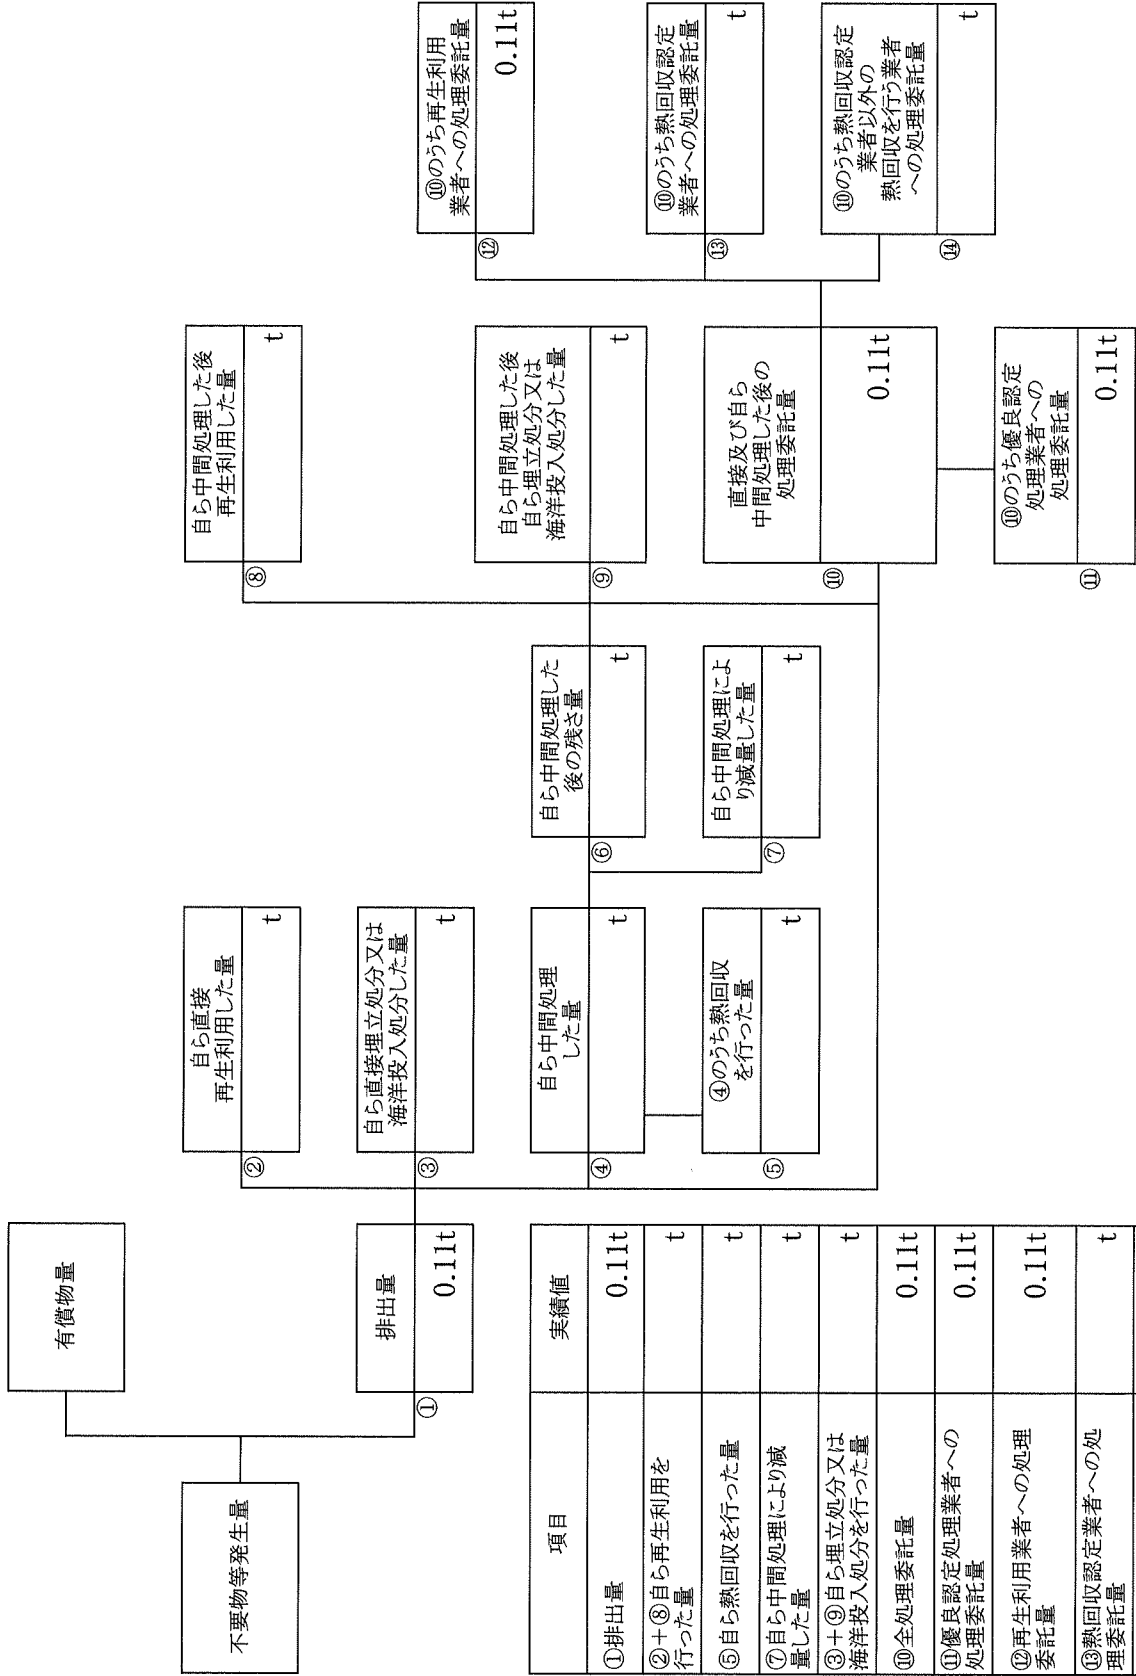 不要物等発生量
有償物量
①
排出量
0.11t
②
自ら直接
再生利用した量
t
③
自ら直接埋立処分又は
海洋投入処分した量
t
④
自ら中間処理
した量
t
⑤
④のうち熱回収
を行った量
t
⑥
自ら中間処理した
後の残さ量
t
⑦
自ら中間処理によ
り減量した量
t
⑧
自ら中間処理した後
再生利用した量
t
⑨
自ら中間処理した後
自ら埋立処分又は
海洋投入処分した量
t
⑩
直接及び自ら
中間処理した後の
処理委託量
0.11t
⑪
⑩のうち優良認定
処理業者への
処理委託量
0.11t
⑫
⑩のうち再生利用
業者への処理委託量
0.11t
⑬
⑩のうち熱回収認定
業者への処理委託量
t
⑭
⑩のうち熱回収認定
業者以外の
熱回収を行う業者
への処理委託量
t
項目 実績値
①排出量 0.11t
②+⑧自ら再生利用を
行った量 t
⑤自ら熱回収を行った量 t
⑦自ら中間処理により減
量した量 t
③+⑨自ら埋立処分又は
海洋投入処分を行った量 t
⑩全処理委託量 0.11t
⑪優良認定処理業者への
処理委託量 0.11t
⑫再生利用業者への処理
委託量 0.11t
⑬熱回収認定業者への処
理委託量 t